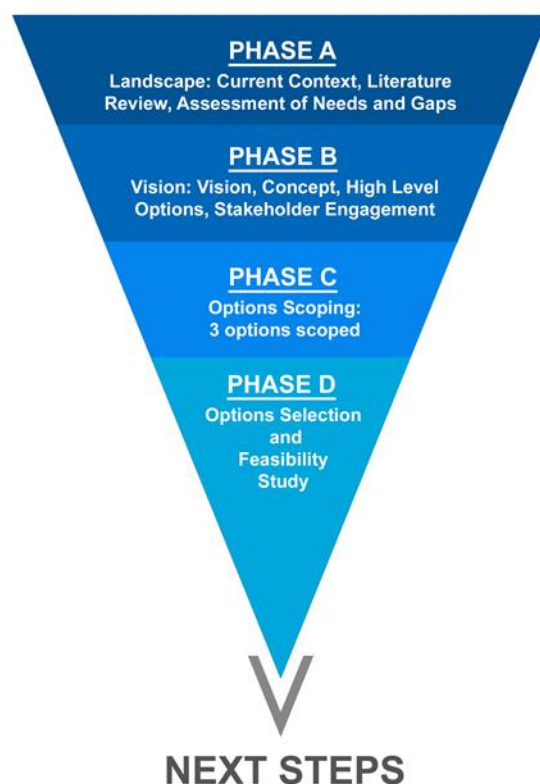 PHASE A
Landscape: Current Context, Literature
Review, Assessment of Needs and Gaps
PHASE B
Vision: Vision, Concept, High Level
Options, Stakeholder Engagement
PHASE C
Options Scoping:
3 options scoped
PHASE D
Options Selection
and
Feasibility
Study
NEXT STEPS